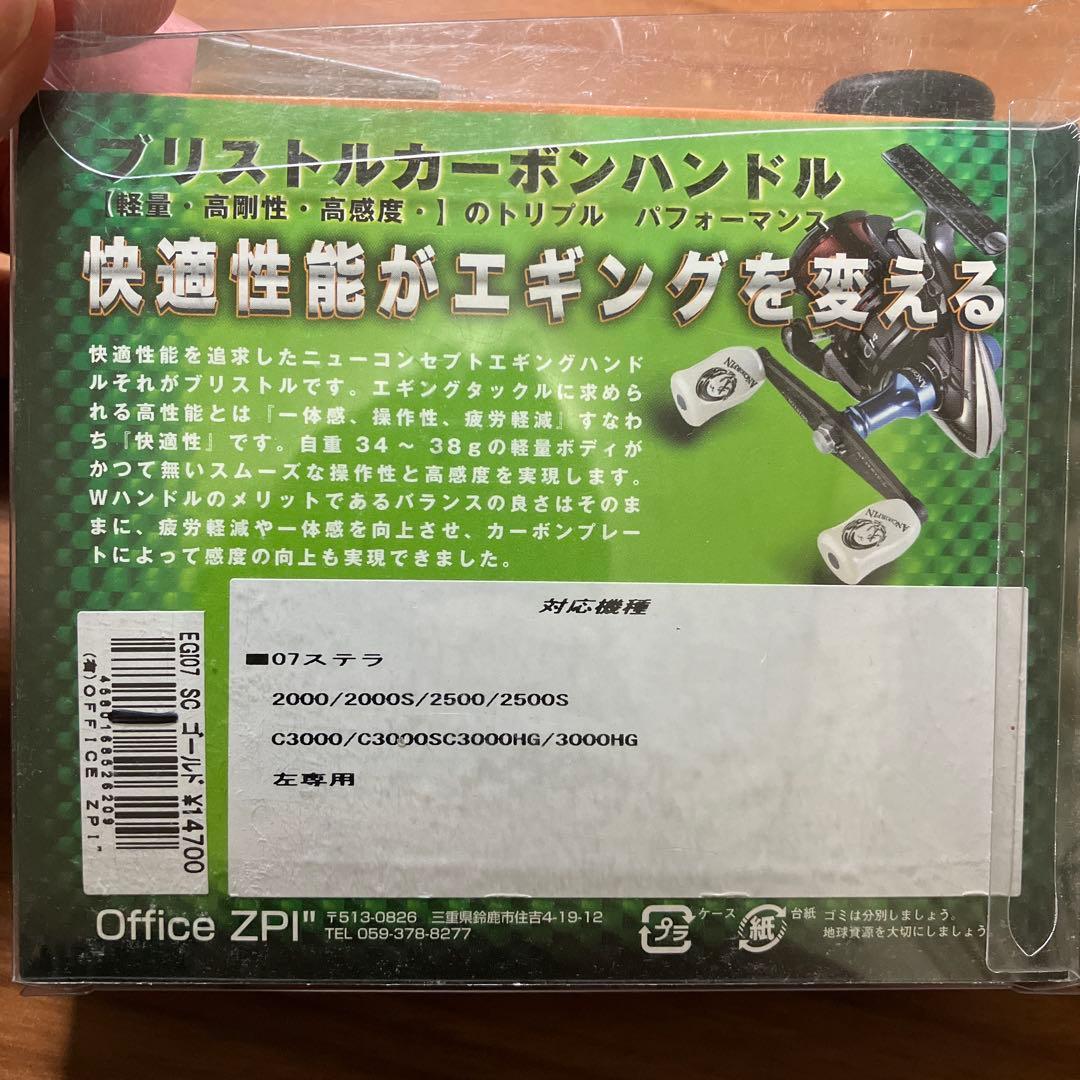 ブリストルカーボンハンドル
【軽量・高剛性・高感度・】のトリプル パフォーマンス
快適性能がエギングを変える
快適性能を追求したニューコンセプトエギングハンド
ルそれがブリストルです。エギングタックルに求めら
れる高性能とは『一体感、操作性、疲労軽減』すなわ
ち『快適性』です。自重 34 ～ 38gの軽量ボディが
かつて無いスムーズな操作性と高感度を実現します。
Wハンドルのメリットであるバランスの良さはそのま
まに、疲労軽減や一体感を向上させ、カーボンプレー
トによって感度の向上も実現できました。
対応機種
■07ステラ
2000/2000S/2500/2500S
C3000/C3000SC3000HG/3000HG
左専用
EGI07 SC ゴールド ¥14700
46800168626209
(有)OFFICE ZPI"
Office ZPI"
〒513-0826 三重県鈴鹿市住吉4-19-12
TEL 059-378-8277
プラ
ケース
紙
台紙
ゴミは分別しましょう。
地球資源を大切にしましょう